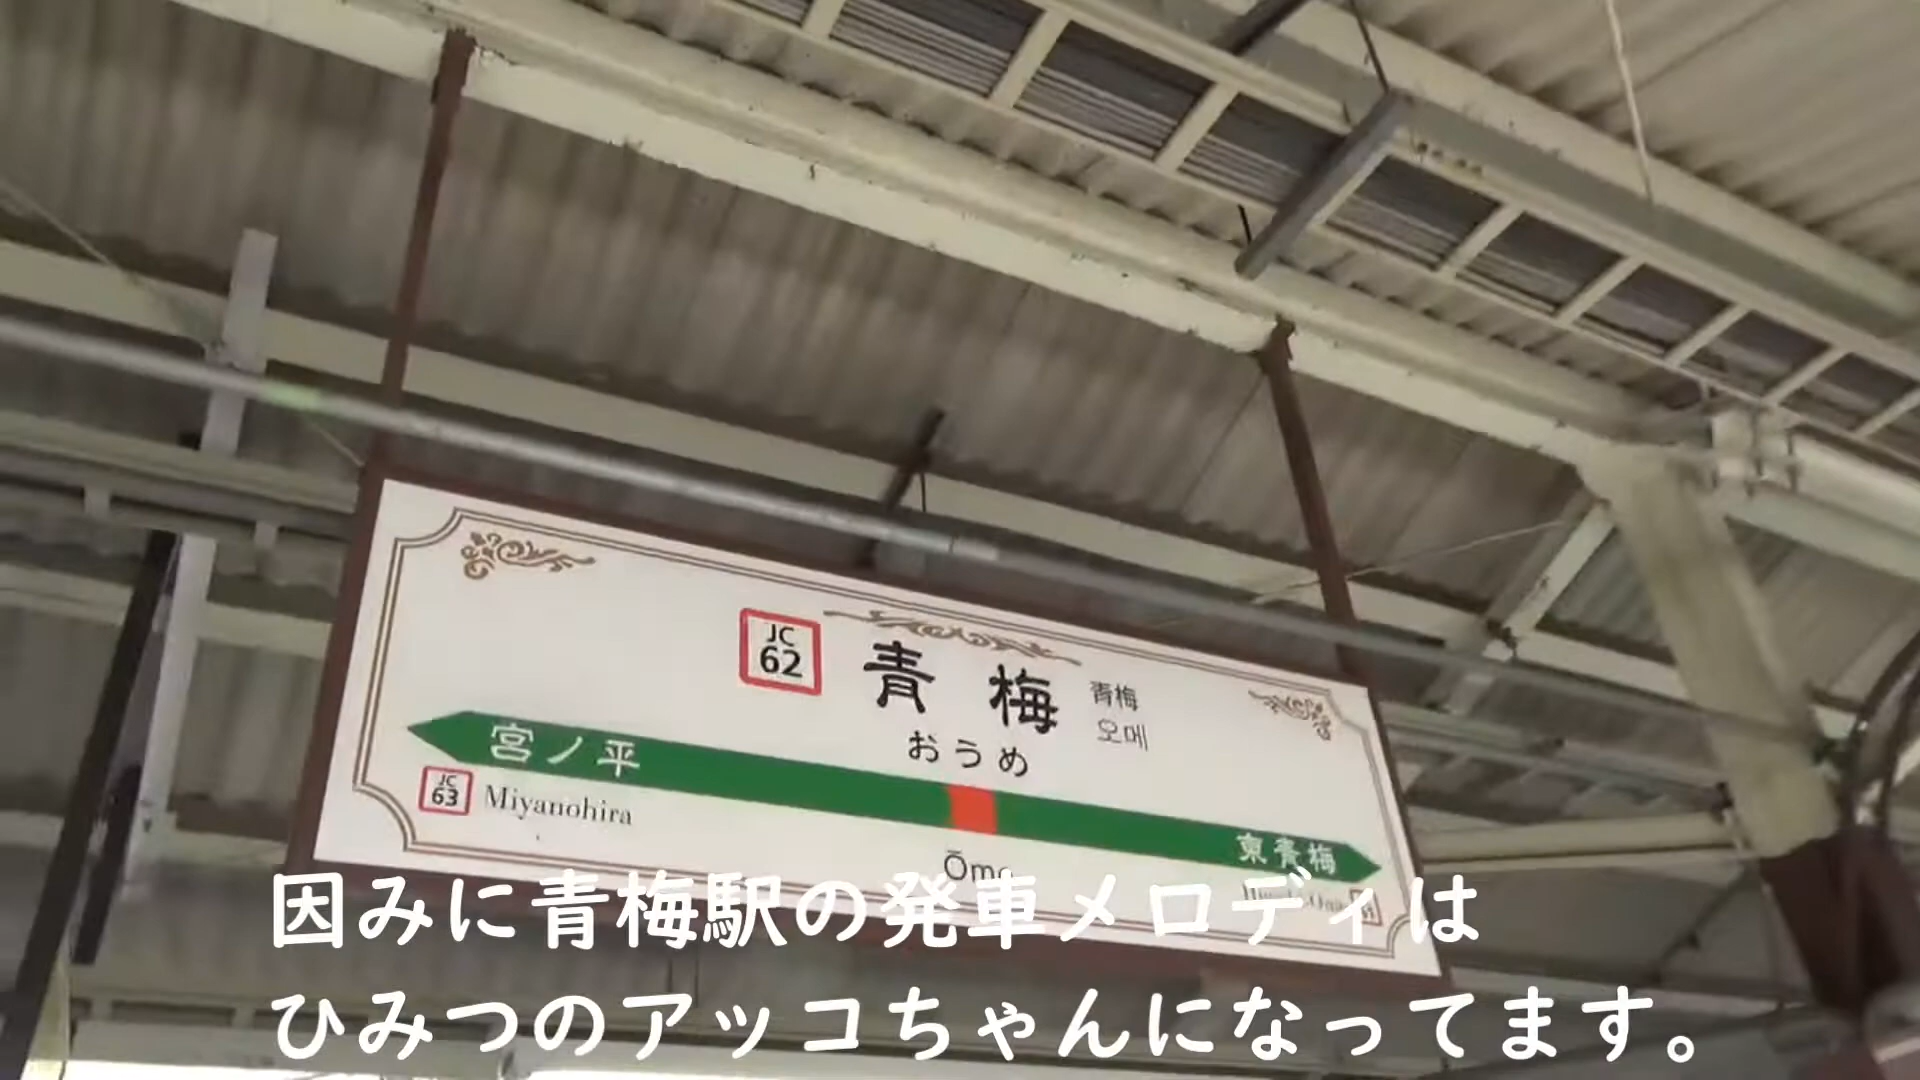 JC
62
青梅
青梅
오메
おうめ
宮ノ平
JC
63
Miyanohira
東青梅
因みに青梅駅の発車メロディは
ひみつのアッコちゃんになってます。